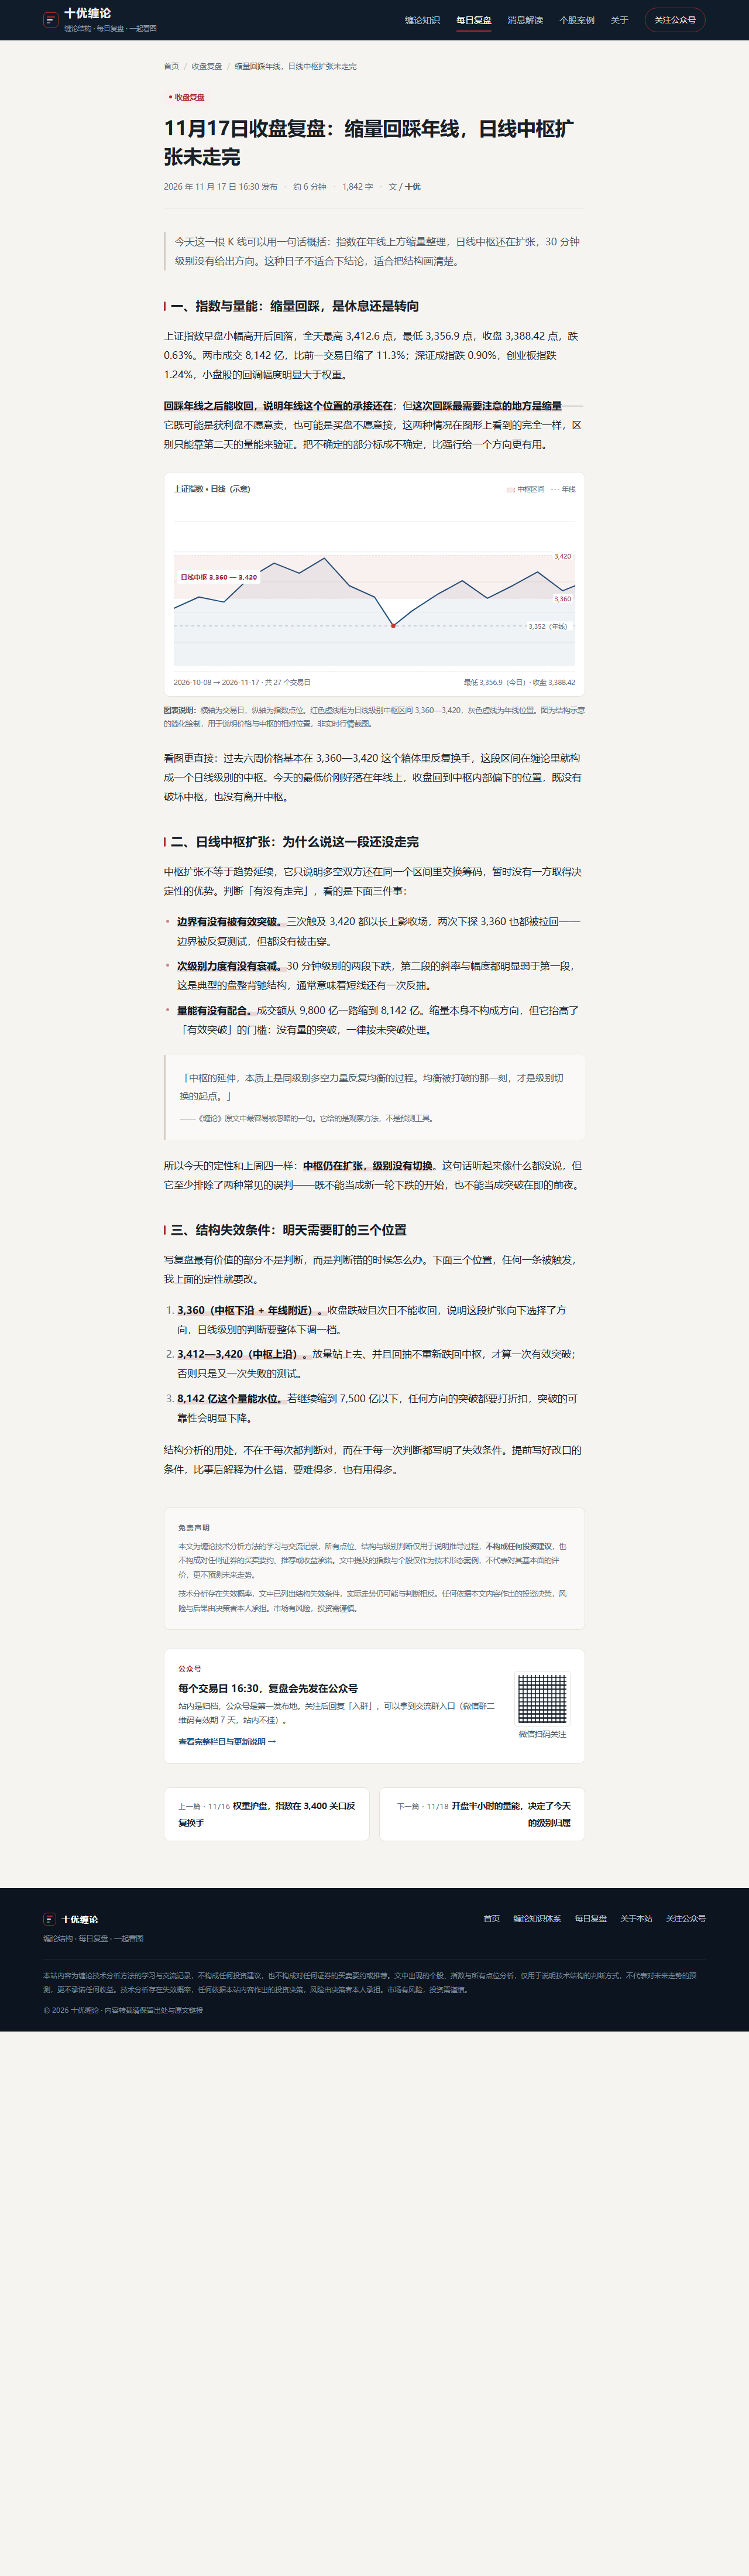 十优缠论
缠论结构 · 每日复盘 · 一起看图
缠论知识 每日复盘 消息解读 个股案例 关于 关注公众号
首页 / 收盘复盘 / 缩量回踩年线，日线中枢扩张未走完
• 收盘复盘
11月17日收盘复盘：缩量回踩年线，日线中枢扩
张未走完
2026 年 11 月 17 日 16:30 发布 · 约 6 分钟 · 1,842 字 · 文 / 十优
今天这一根 K 线可以用一句话概括：指数在年线上方缩量整理，日线中枢还在扩张，30 分钟
级别没有给出方向。这种日子不适合下结论，适合把结构画清楚。
一、指数与量能：缩量回踩，是休息还是转向
上证指数早盘小幅高开后回落，全天最高 3,412.6 点，最低 3,356.9 点，收盘 3,388.42 点，跌
0.63%。两市成交 8,142 亿，比前一交易日缩了 11.3%；深证成指跌 0.90%，创业板指跌
1.24%，小盘股的回调幅度明显大于权重。
回踩年线之后能收回，说明年线这个位置的承接还在；但这次回踩最需要注意的地方是缩量——
它既可能是获利盘不愿意卖，也可能是买盘不愿意接，这两种情况在图形上看到的完全一样，区
别只能靠第二天的量能来验证。把不确定的部分标成不确定，比强行给一个方向更有用。
上证指数 • 日线（示意）
中枢区间 年线
3,420
日线中枢 3,360 — 3,420
3,360
3,352（年线）
2026-10-08 → 2026-11-17 · 共 27 个交易日
最低 3,356.9（今日）· 收盘 3,388.42
图表说明： 横轴为交易日，纵轴为指数点位。红色虚线框为日线级别中枢区间 3,360—3,420，灰色虚线为年线位置。图为结构示意
的简化绘制，用于说明价格与中枢的相对位置，非实时行情截图。
看图更直接：过去六周价格基本在 3,360—3,420 这个箱体里反复换手，这段区间在缠论里就构
成一个日线级别的中枢。今天的最低价刚好落在年线上，收盘回到中枢内部偏下的位置，既没有
破坏中枢，也没有离开中枢。
二、日线中枢扩张：为什么说这一段还没走完
中枢扩张不等于趋势延续，它只说明多空双方还在同一个区间里交换筹码，暂时没有一方取得决
定性的优势。判断「有没有走完」，看的是下面三件事：
边界有没有被有效突破。三次触及 3,420 都以长上影收场，两次下探 3,360 也都被拉回——
边界被反复测试，但都没有被击穿。
次级别力度有没有衰减。30 分钟级别的两段下跌，第二段的斜率与幅度都明显弱于第一段，
这是典型的盘整背驰结构，通常意味着短线还有一次反抽。
量能有没有配合。成交额从 9,800 亿一路缩到 8,142 亿。缩量本身不构成方向，但它抬高了
「有效突破」的门槛：没有量的突破，一律按未突破处理。
「中枢的延伸，本质上是同级别多空力量反复均衡的过程。均衡被打破的那一刻，才是级别切
换的起点。」
——《缠论》原文中最容易被忽略的一句。它给的是观察方法，不是预测工具。
所以今天的定性和上周四一样：中枢仍在扩张，级别没有切换。这句话听起来像什么都没说，但
它至少排除了两种常见的误判——既不能当成新一轮下跌的开始，也不能当成突破在即的前夜。
三、结构失效条件：明天需要盯的三个位置
写复盘最有价值的部分不是判断，而是判断错的时候怎么办。下面三个位置，任何一条被触发，
我上面的定性就要改。
1. 3,360（中枢下沿 + 年线附近）。收盘跌破且次日不能收回，说明这段扩张向下选择了方
向，日线级别的判断要整体下调一档。
2. 3,412—3,420（中枢上沿）。放量站上去、并且回抽不重新跌回中枢，才算一次有效突破；
否则只是又一次失败的测试。
3. 8,142 亿这个量能水位。若继续缩到 7,500 亿以下，任何方向的突破都要打折扣，突破的可
靠性会明显下降。
结构分析的用处，不在于每次都判断对，而在于每一次判断都写明了失效条件。提前写好改口的
条件，比事后解释为什么错，要难得多，也有用得多。
免责声明
本文为缠论技术分析方法的学习与交流记录，所有点位、结构与级别判断仅用于说明推导过程，不构成任何投资建议，也
不构成对任何证券的买卖要约、推荐或收益承诺。文中提及的指数与个股仅作为技术形态案例，不代表对其基本面的评
价，更不预测未来走势。
技术分析存在失效概率，文中已列出结构失效条件，实际走势仍可能与判断相反。任何依据本文内容作出的投资决策，风
险与后果由决策者本人承担。市场有风险，投资需谨慎。
公众号
每个交易日 16:30，复盘会先发在公众号
站内是归档，公众号是第一发布地。关注后回复「入群」，可以拿到交流群入口（微信群二
维码有效期 7 天，站内不挂）。
查看完整栏目与更新说明 →
微信扫码关注
上一篇 · 11/16 权重护盘，指数在 3,400 关口反
复换手
下一篇 · 11/18 开盘半小时的量能，决定了今天
的级别归属
十优缠论
缠论结构 · 每日复盘 · 一起看图
首页 缠论知识体系 每日复盘 关于本站 关注公众号
本站内容为缠论技术分析方法的学习与交流记录，不构成任何投资建议，也不构成对任何证券的买卖要约或推荐。文中出现的个股、指数与所有点位分析，仅用于说明技术结构的判断方式，不代表对未来走势的预
测，更不承诺任何收益。技术分析存在失效概率，任何依据本站内容作出的投资决策，风险由决策者本人承担。市场有风险，投资需谨慎。
© 2026 十优缠论 · 内容转载请保留出处与原文链接